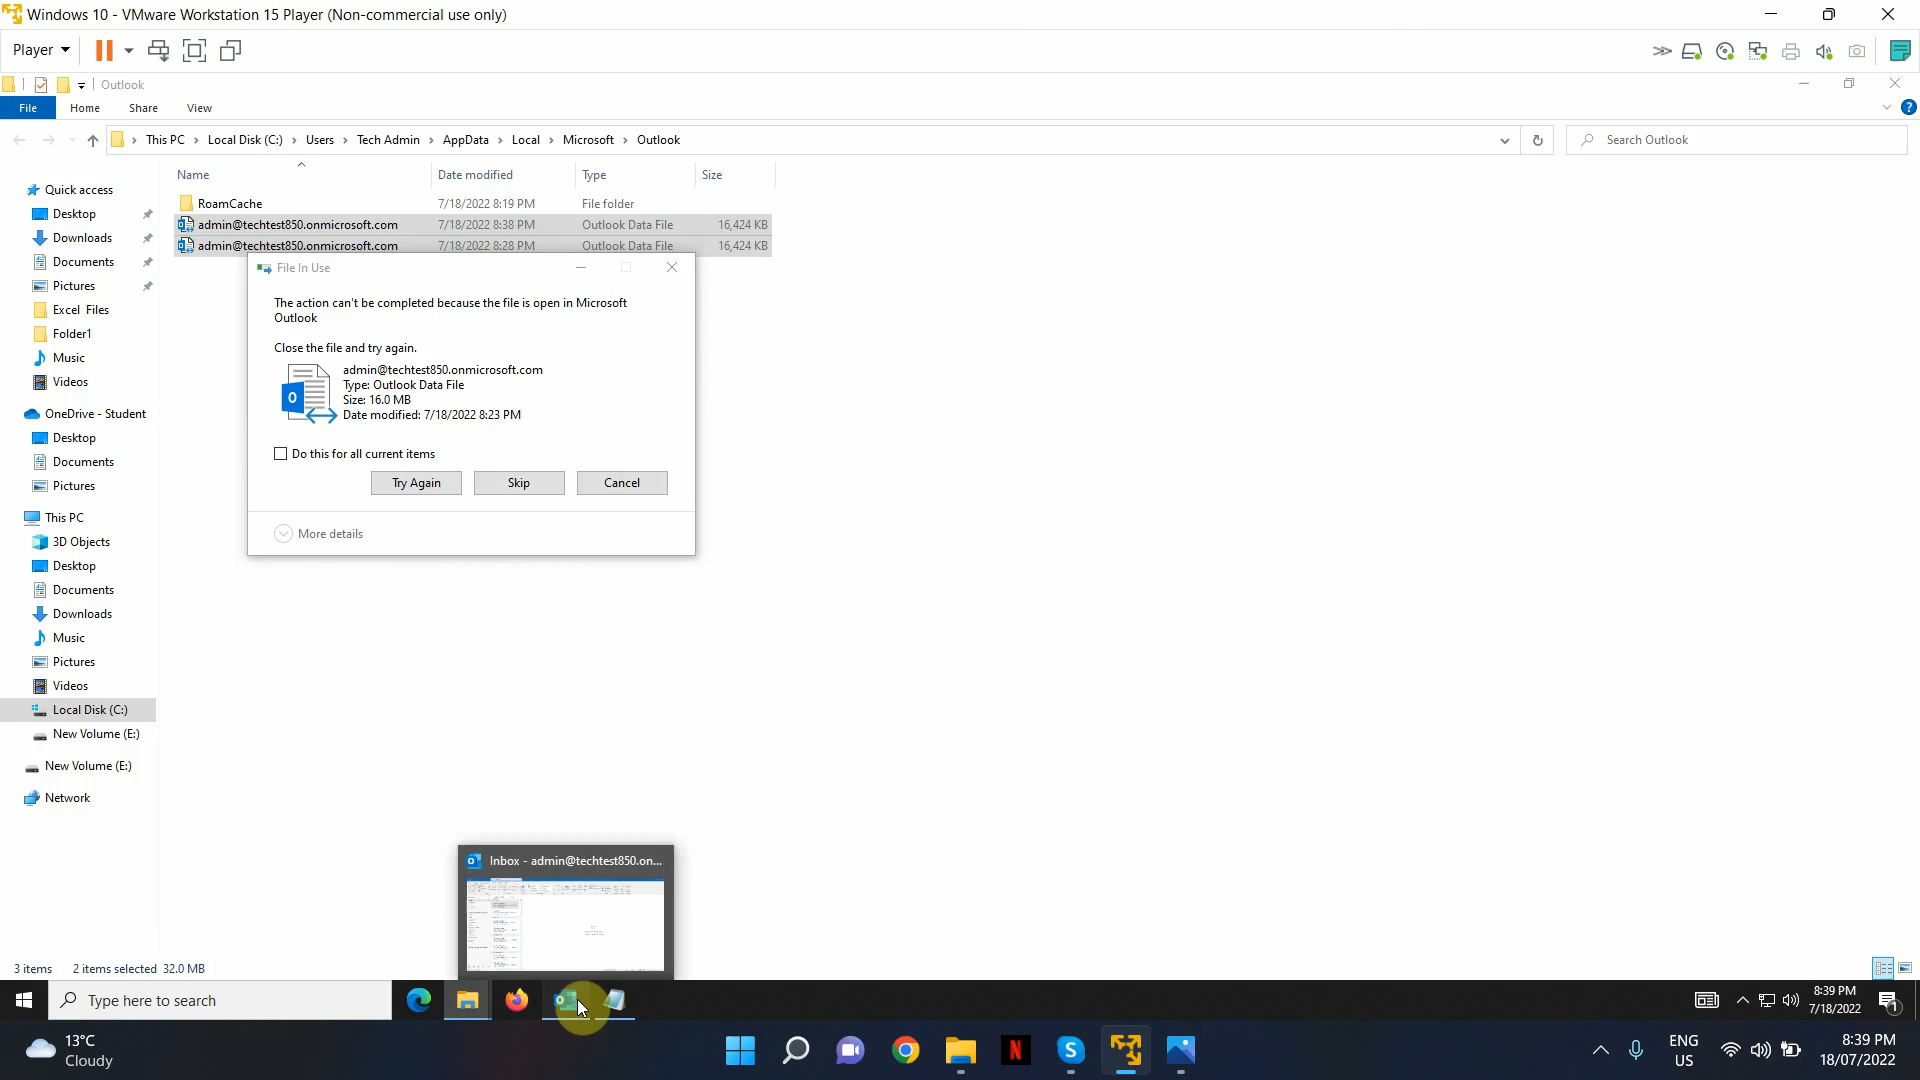 Windows 10 - VMware Workstation 15 Player (Non-commercial use only)
Player
Outlook
File Home Share View
This PC › Local Disk (C:) › Users › Tech Admin › AppData › Local › Microsoft › Outlook
Search Outlook
Name Date modified Type Size
RoamCache 7/18/2022 8:19 PM File folder
admin@techtest850.onmicrosoft.com 7/18/2022 8:38 PM Outlook Data File 16,424 KB
admin@techtest850.onmicrosoft.com 7/18/2022 8:28 PM Outlook Data File 16,424 KB
Quick access
Desktop
Downloads
Documents
Pictures
Excel Files
Folder1
Music
Videos
OneDrive - Student
Desktop
Documents
Pictures
This PC
3D Objects
Desktop
Documents
Downloads
Music
Pictures
Videos
Local Disk (C:)
New Volume (E:)
New Volume (E:)
Network
File In Use
The action can't be completed because the file is open in Microsoft
Outlook
Close the file and try again.
admin@techtest850.onmicrosoft.com
Type: Outlook Data File
Size: 16.0 MB
Date modified: 7/18/2022 8:23 PM
Do this for all current items
Try Again Skip Cancel
More details
Inbox - admin@techtest850.on...
3 items 2 items selected 32.0 MB
Type here to search
8:39 PM
7/18/2022
1
13°C
Cloudy
ENG
US
8:39 PM
18/07/2022